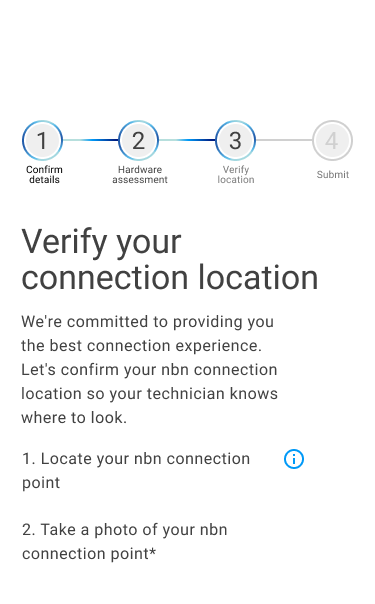 1
2
3
4
Confirm
details
Hardware
assessment
Verify
location
Submit
Verify your
connection location
We're committed to providing you
the best connection experience.
Let's confirm your nbn connection
location so your technician knows
where to look.
1. Locate your nbn connection
point
2. Take a photo of your nbn
connection point*